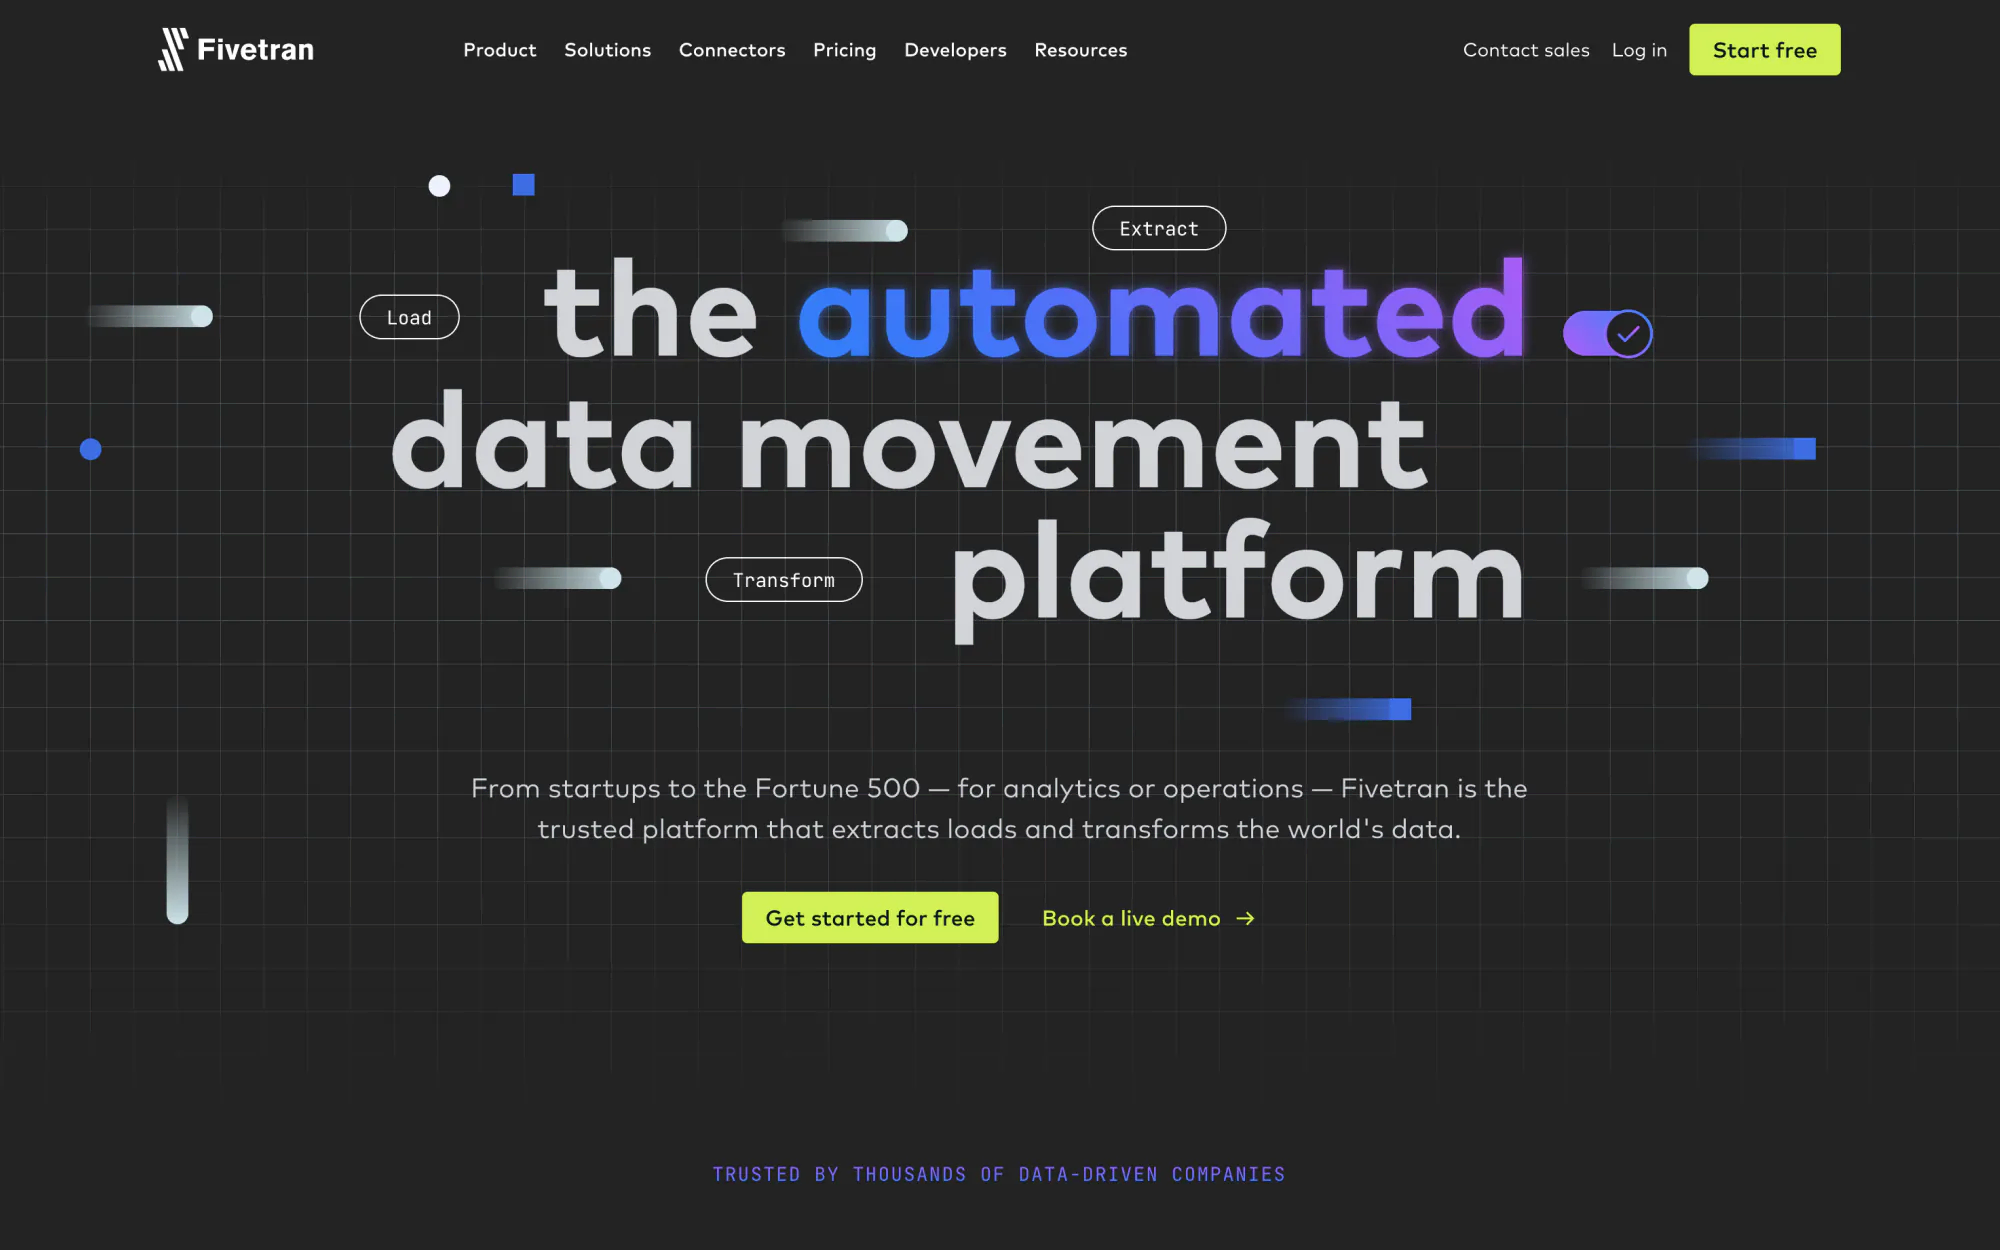 Fivetran
Product Solutions Connectors Pricing Developers Resources
Contact sales Log in Start free
Extract
Load
the automated
data movement
Transform
platform
From startups to the Fortune 500 — for analytics or operations — Fivetran is the
trusted platform that extracts loads and transforms the world's data.
Get started for free
Book a live demo →
TRUSTED BY THOUSANDS OF DATA-DRIVEN COMPANIES